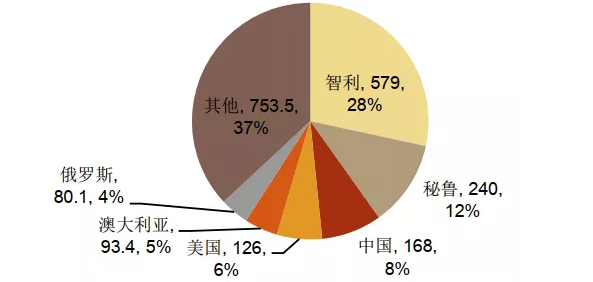 智利, 579,
28%
秘鲁, 240,
12%
中国, 168,
8%
美国, 126,
6%
澳大利亚,
93.4, 5%
俄罗斯,
80.1, 4%
其他, 753.5,
37%